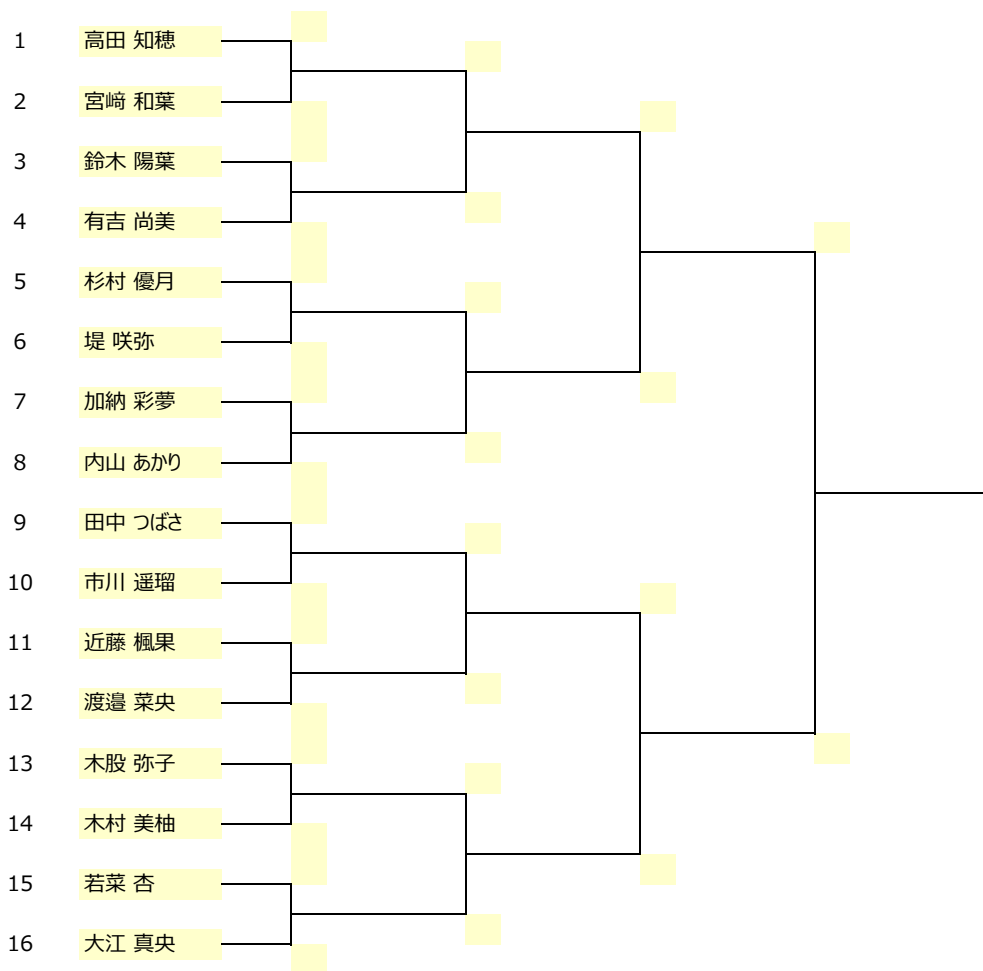 1 高田 知穂
2 宮﨑 和葉
3 鈴木 陽葉
4 有吉 尚美
5 杉村 優月
6 堤 咲弥
7 加納 彩夢
8 内山 あかり
9 田中 つばさ
10 市川 遥瑠
11 近藤 楓果
12 渡邉 菜央
13 木股 弥子
14 木村 美柚
15 若菜 杏
16 大江 真央